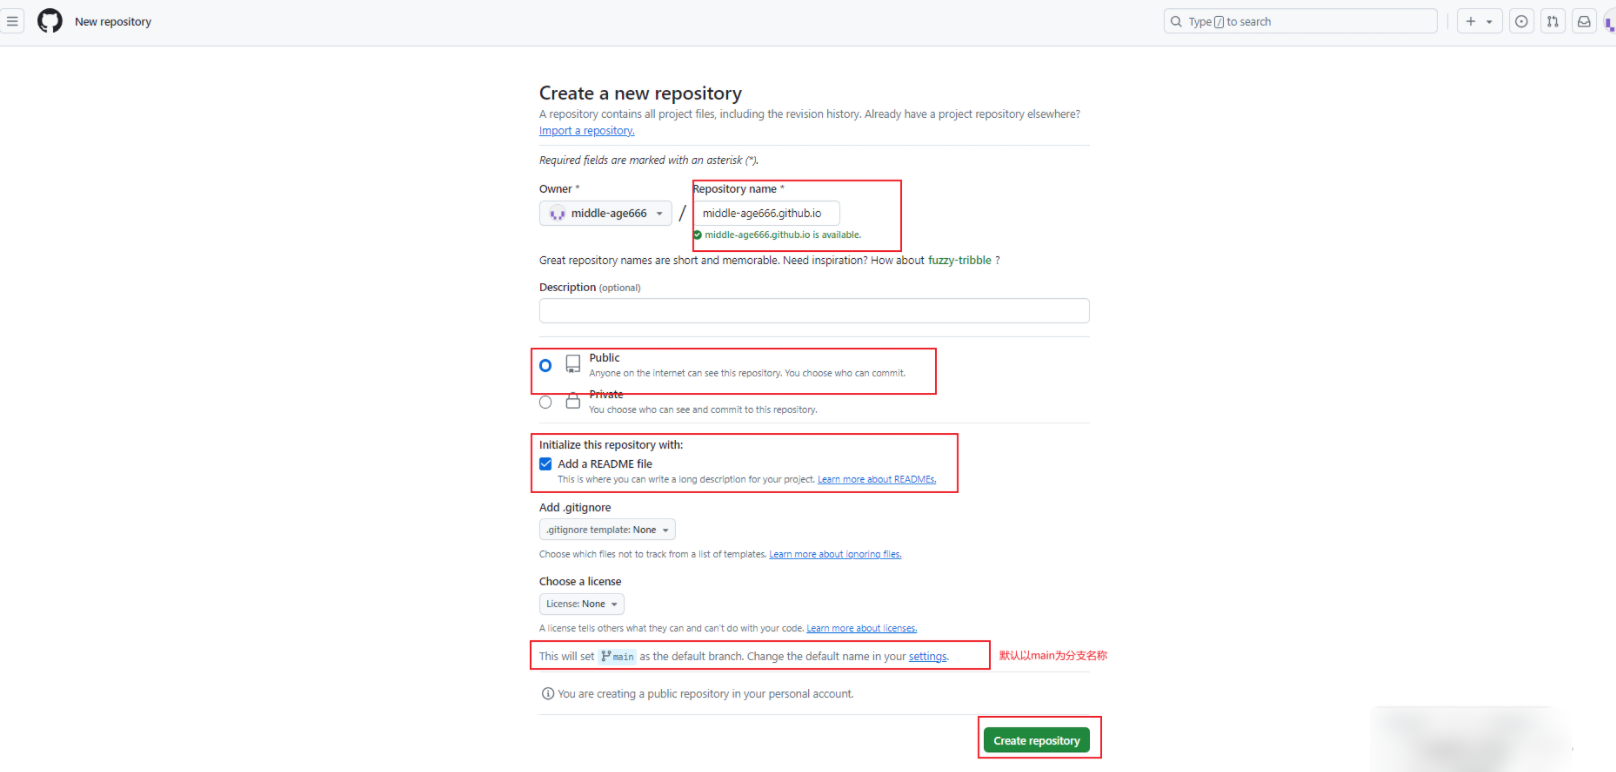 New repository
Type / to search
Create a new repository
A repository contains all project files, including the revision history. Already have a project repository elsewhere?
Import a repository.
Required fields are marked with an asterisk (*).
Owner * Repository name *
middle-age666 / middle-age666.github.io
middle-age666.github.io is available.
Great repository names are short and memorable. Need inspiration? How about fuzzy-tribble ?
Description (optional)
Public
Anyone on the internet can see this repository. You choose who can commit.
Private
You choose who can see and commit to this repository.
Initialize this repository with:
Add a README file
This is where you can write a long description for your project. Learn more about READMEs.
Add .gitignore
.gitignore template: None
Choose which files not to track from a list of templates. Learn more about ignoring files.
Choose a license
License: None
A license tells others what they can and can't do with your code. Learn more about licenses.
This will set main as the default branch. Change the default name in your settings. 默认以main为分支名称
You are creating a public repository in your personal account.
Create repository